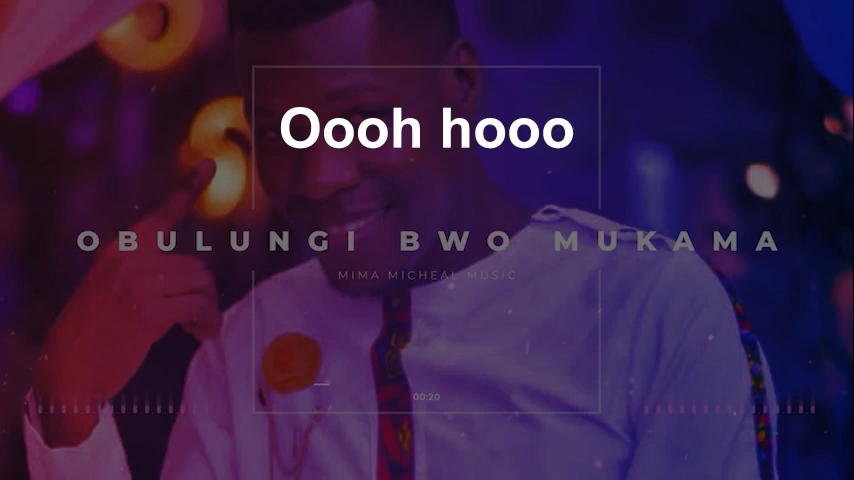 Oooh hooo
OBULUNGI BWO MUKAMA
MIMA MICHEAL MUSIC
00:20